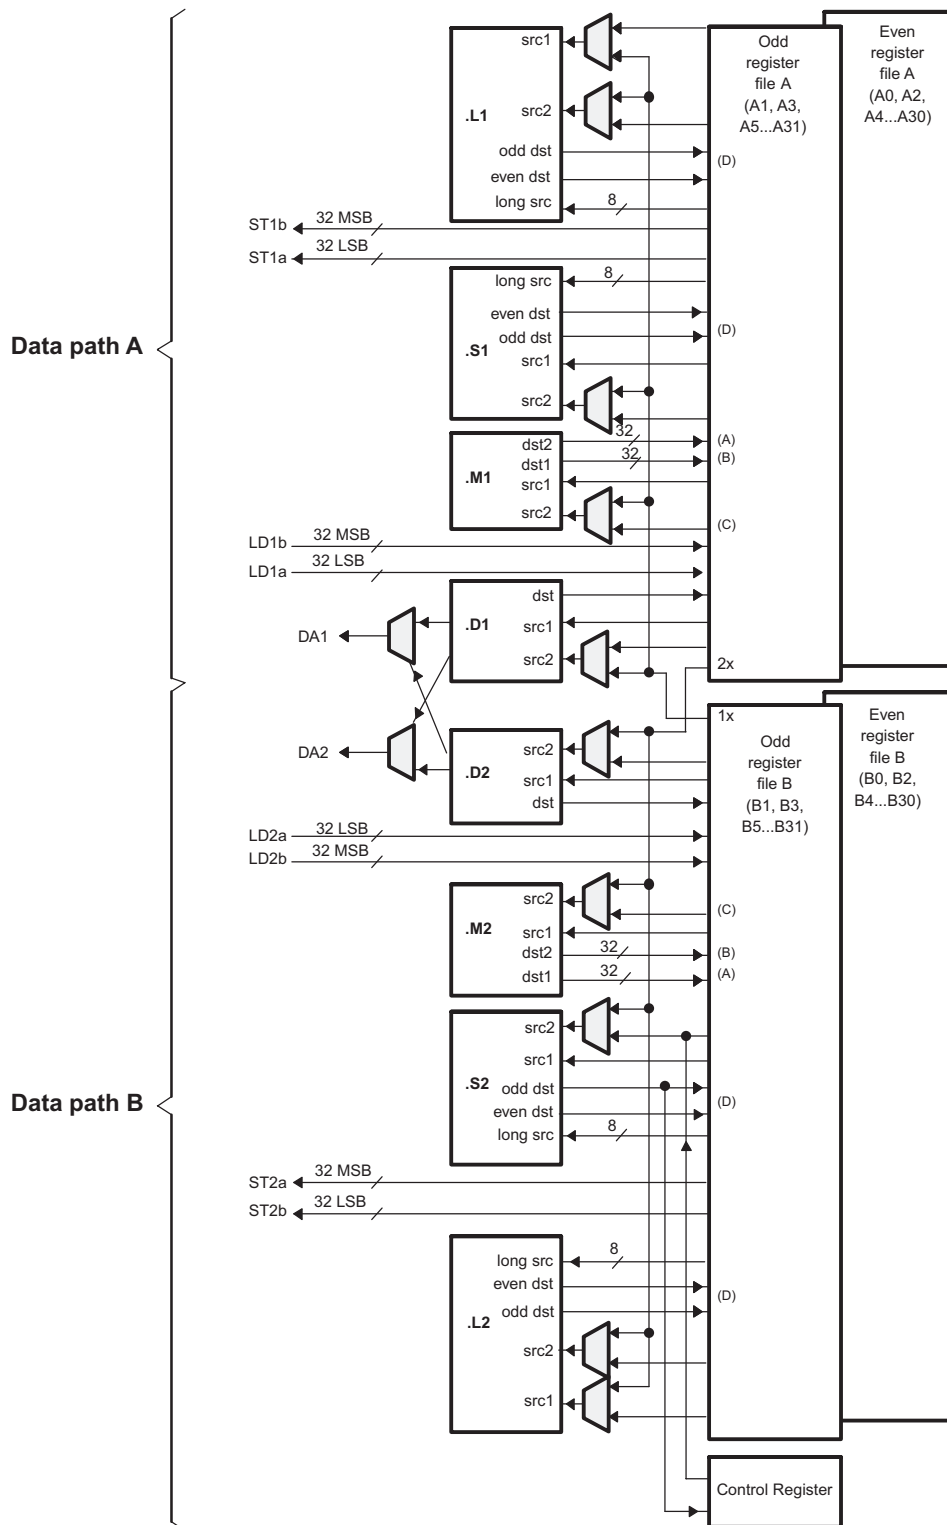 src1
Odd
register
file A
(A1, A3,
A5...A31)
Even
register
file A
(A0, A2,
A4...A30)
.L1
src2
odd dst
(D)
even dst
long src
8
ST1b
32 MSB
ST1a
32 LSB
long src
8
even dst
(D)
odd dst
Data path A
.S1
src1
src2
32
dst2
(A)
32
dst1
(B)
.M1
src1
src2
(C)
LD1b
32 MSB
LD1a
32 LSB
dst
.D1
src1
DA1
src2
2x
1x
Odd
register
file B
(B1, B3,
B5...B31)
Even
register
file B
(B0, B2,
B4...B30)
DA2
src2
.D2
src1
dst
LD2a
32 LSB
LD2b
32 MSB
src2
(C)
.M2
src1
dst2
32
(B)
dst1
32
(A)
src2
src1
.S2
odd dst
Data path B
(D)
even dst
long src
8
ST2a
32 MSB
ST2b
32 LSB
long src
8
even dst
(D)
odd dst
.L2
src2
src1
Control Register